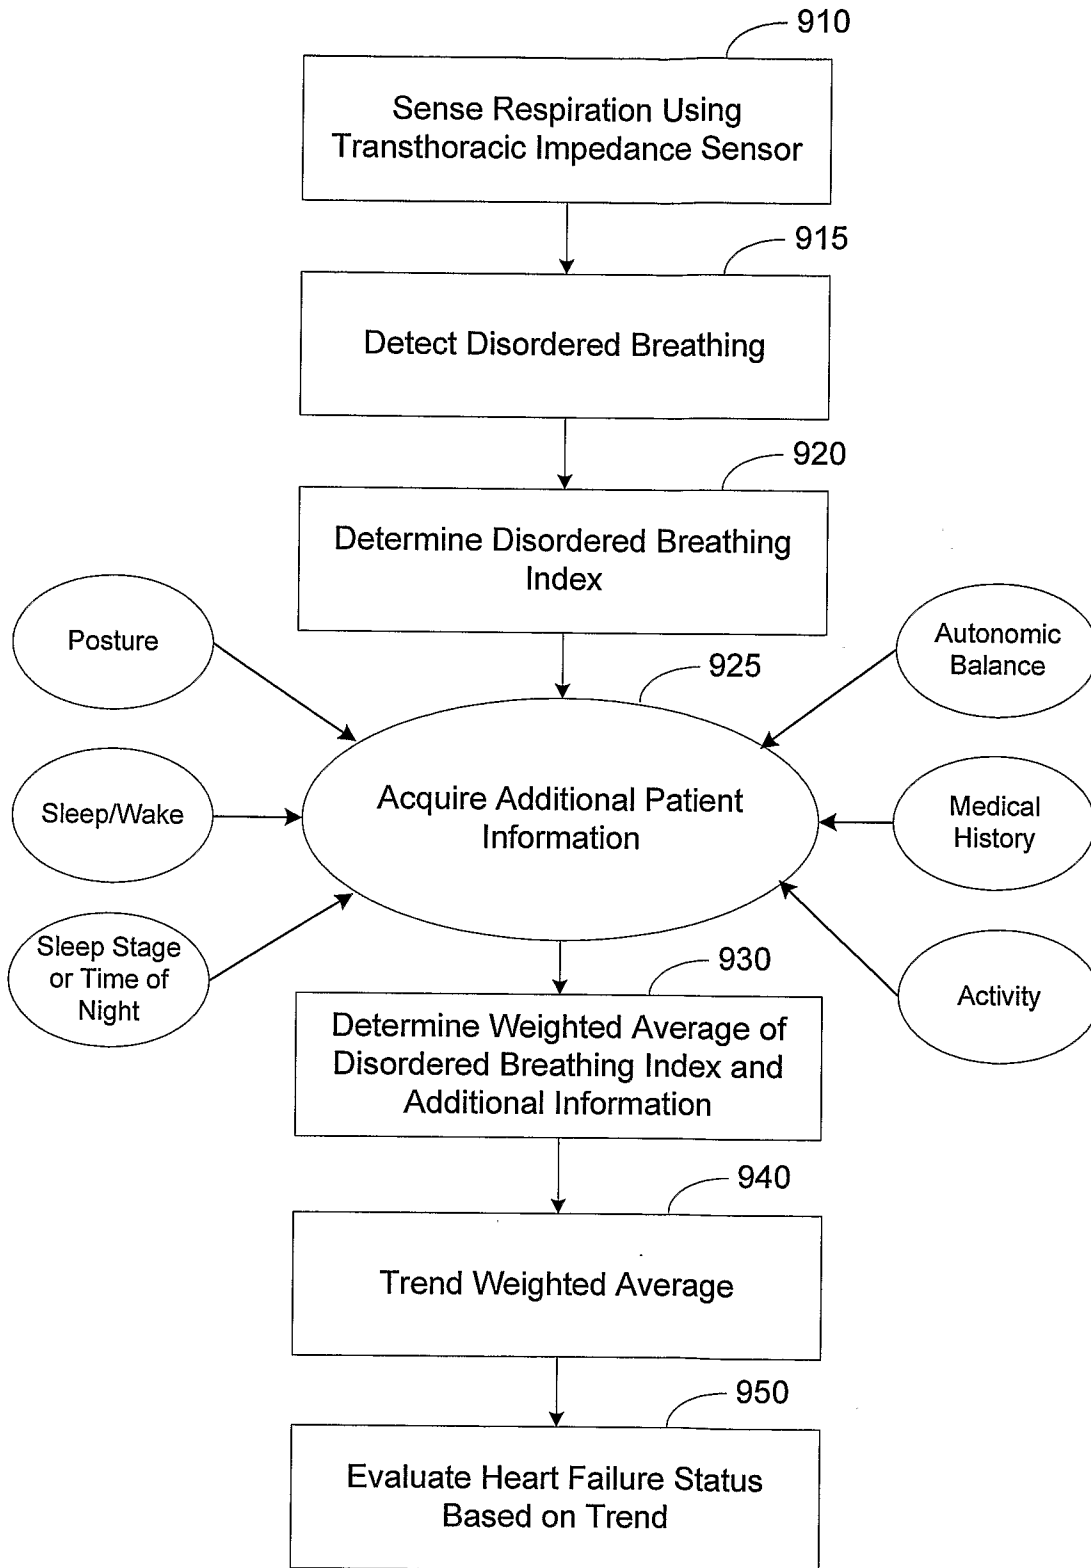 910
Sense Respiration Using
Transthoracic Impedance Sensor
915
Detect Disordered Breathing
920
Determine Disordered Breathing
Index
Posture
Autonomic
Balance
925
Sleep/Wake
Acquire Additional Patient
Information
Medical
History
Sleep Stage
or Time of
Night
Activity
930
Determine Weighted Average of
Disordered Breathing Index and
Additional Information
940
Trend Weighted Average
950
Evaluate Heart Failure Status
Based on Trend